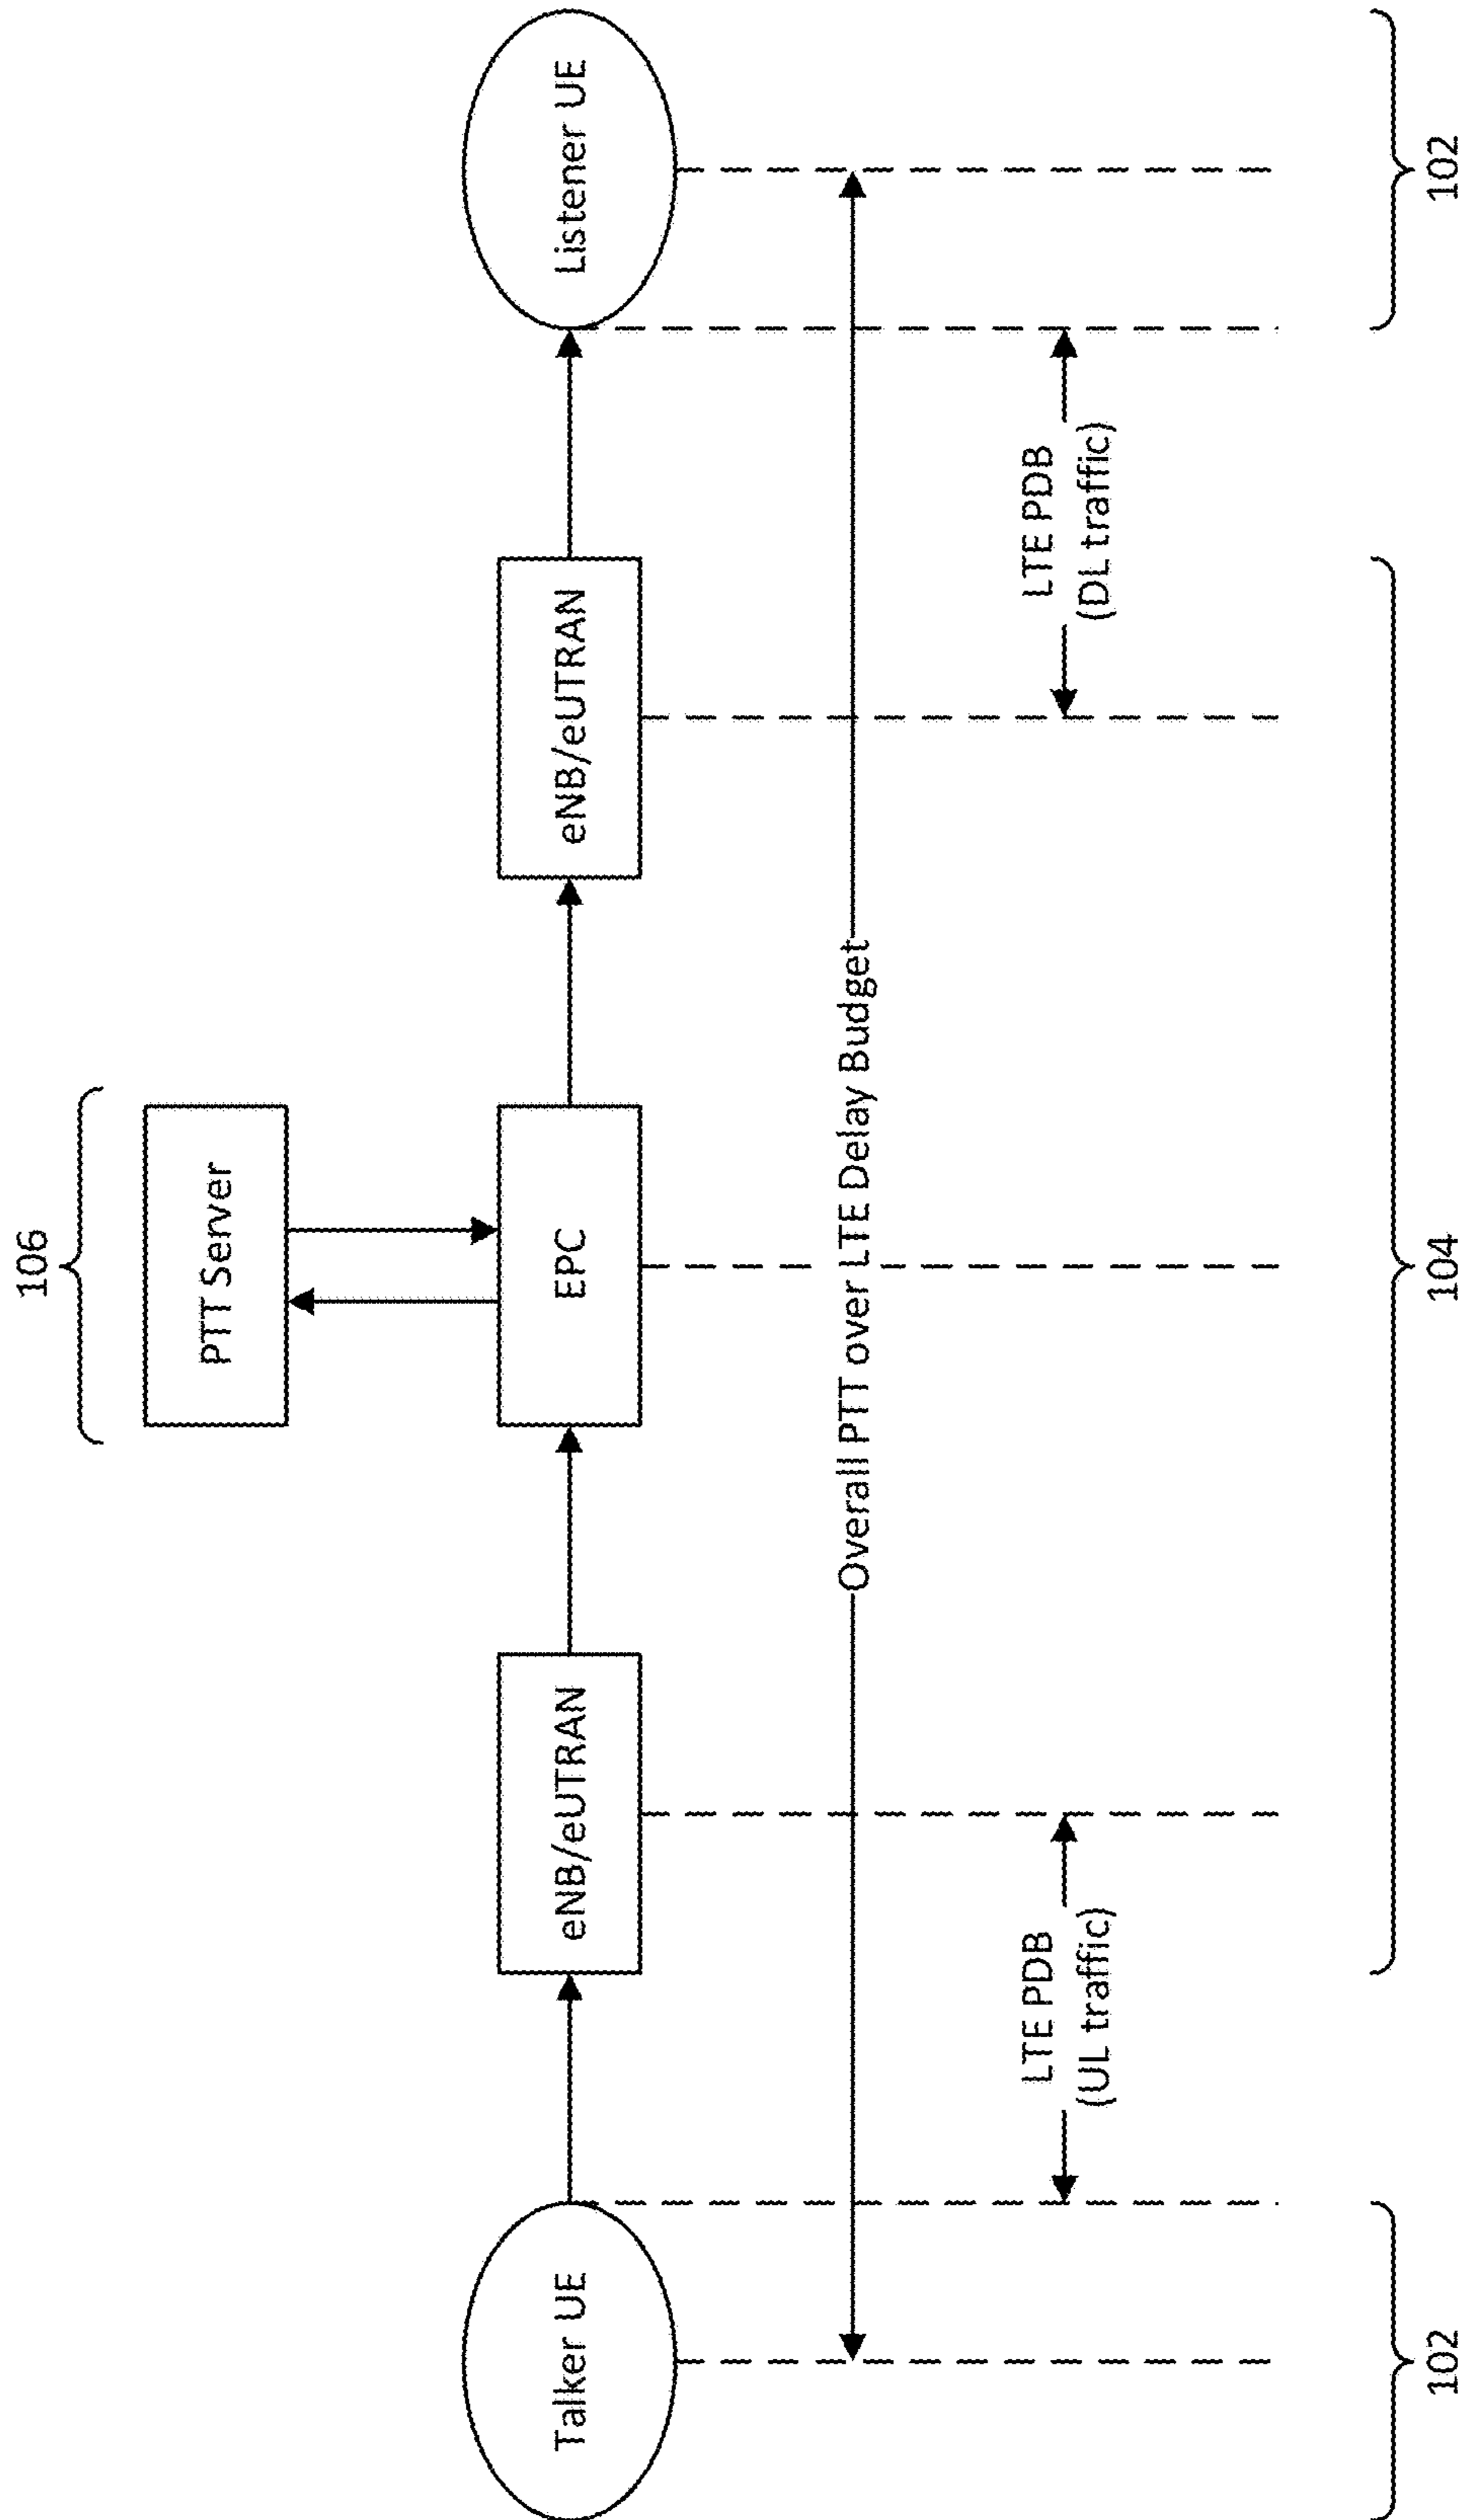 106
PTT Server
Talker UE
eNB/eUTRAN
EPC
eNB/eUTRAN
Listener UE
Overall PTT over LTE Delay Budget
LTE PDB
(UL traffic)
LTE PDB
(DL traffic)
102
104
102